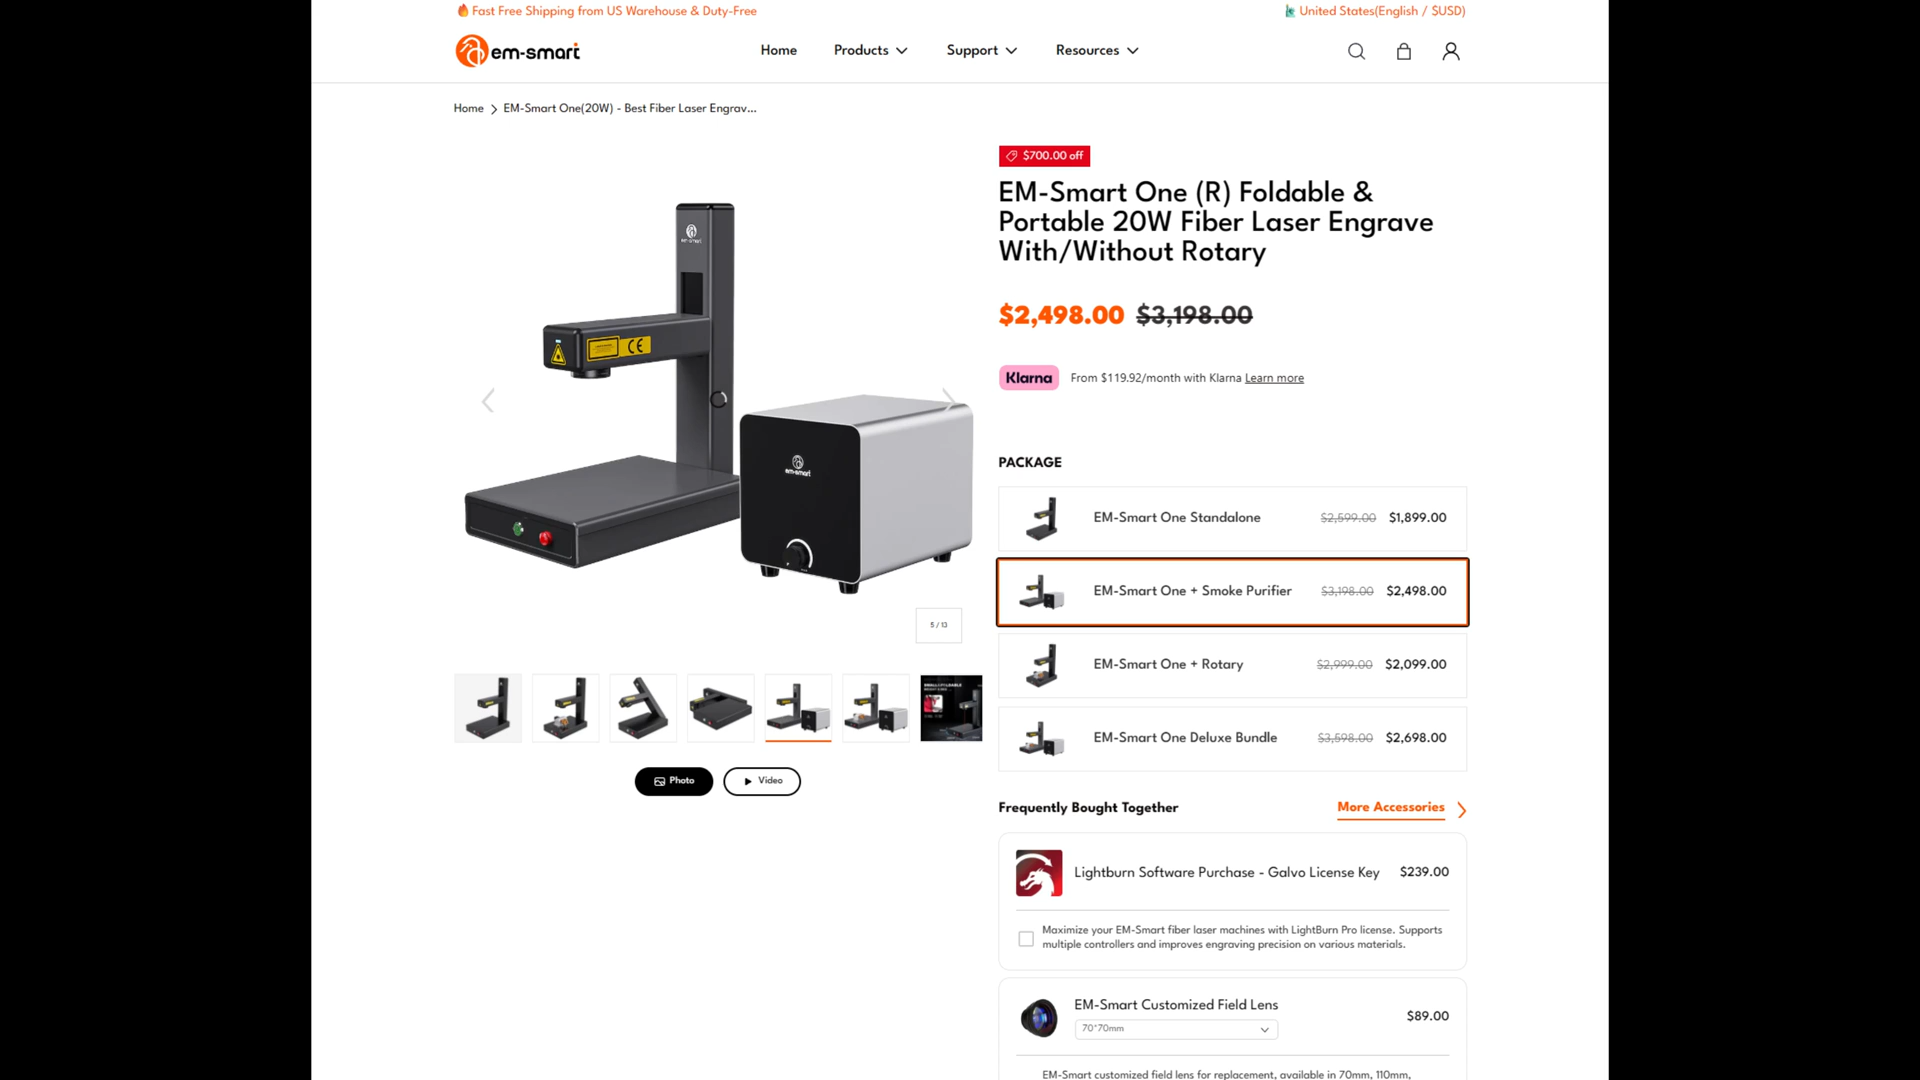 Fast Free Shipping from US Warehouse & Duty-Free
United States(English / $USD)
em-smart
Home
Products
Support
Resources
Home
EM-Smart One(20W) - Best Fiber Laser Engrav...
$700.00 off
EM-Smart One (R) Foldable &
Portable 20W Fiber Laser Engrave
With/Without Rotary
$2,498.00 $3,198.00
Klarna From $119.92/month with Klarna Learn more
PACKAGE
EM-Smart One Standalone $2,599.00 $1,899.00
EM-Smart One + Smoke Purifier $3,198.00 $2,498.00
EM-Smart One + Rotary $2,999.00 $2,099.00
EM-Smart One Deluxe Bundle $3,598.00 $2,698.00
em-smart
CE
em-smart
5 / 13
Photo
Video
Frequently Bought Together
More Accessories
Lightburn Software Purchase - Galvo License Key $239.00
Maximize your EM-Smart fiber laser machines with LightBurn Pro license. Supports
multiple controllers and improves engraving precision on various materials.
EM-Smart Customized Field Lens
$89.00
70*70mm
EM-Smart customized field lens for replacement, available in 70mm, 110mm,